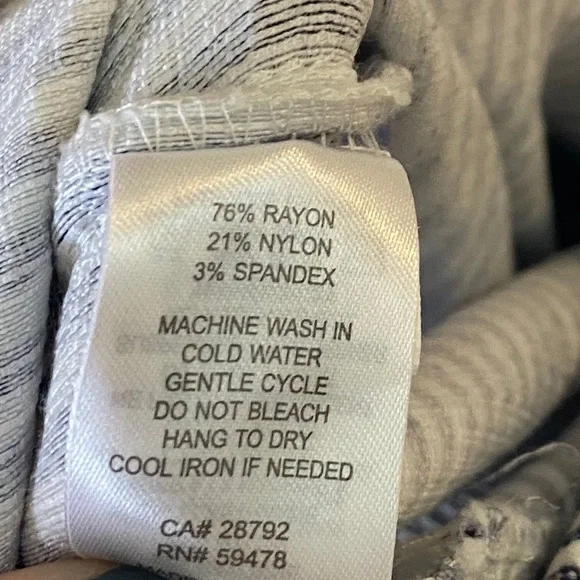 76% RAYON
21% NYLON
3% SPANDEX
MACHINE WASH IN
COLD WATER
GENTLE CYCLE
DO NOT BLEACH
HANG TO DRY
COOL IRON IF NEEDED
CA# 28792
RN# 59478